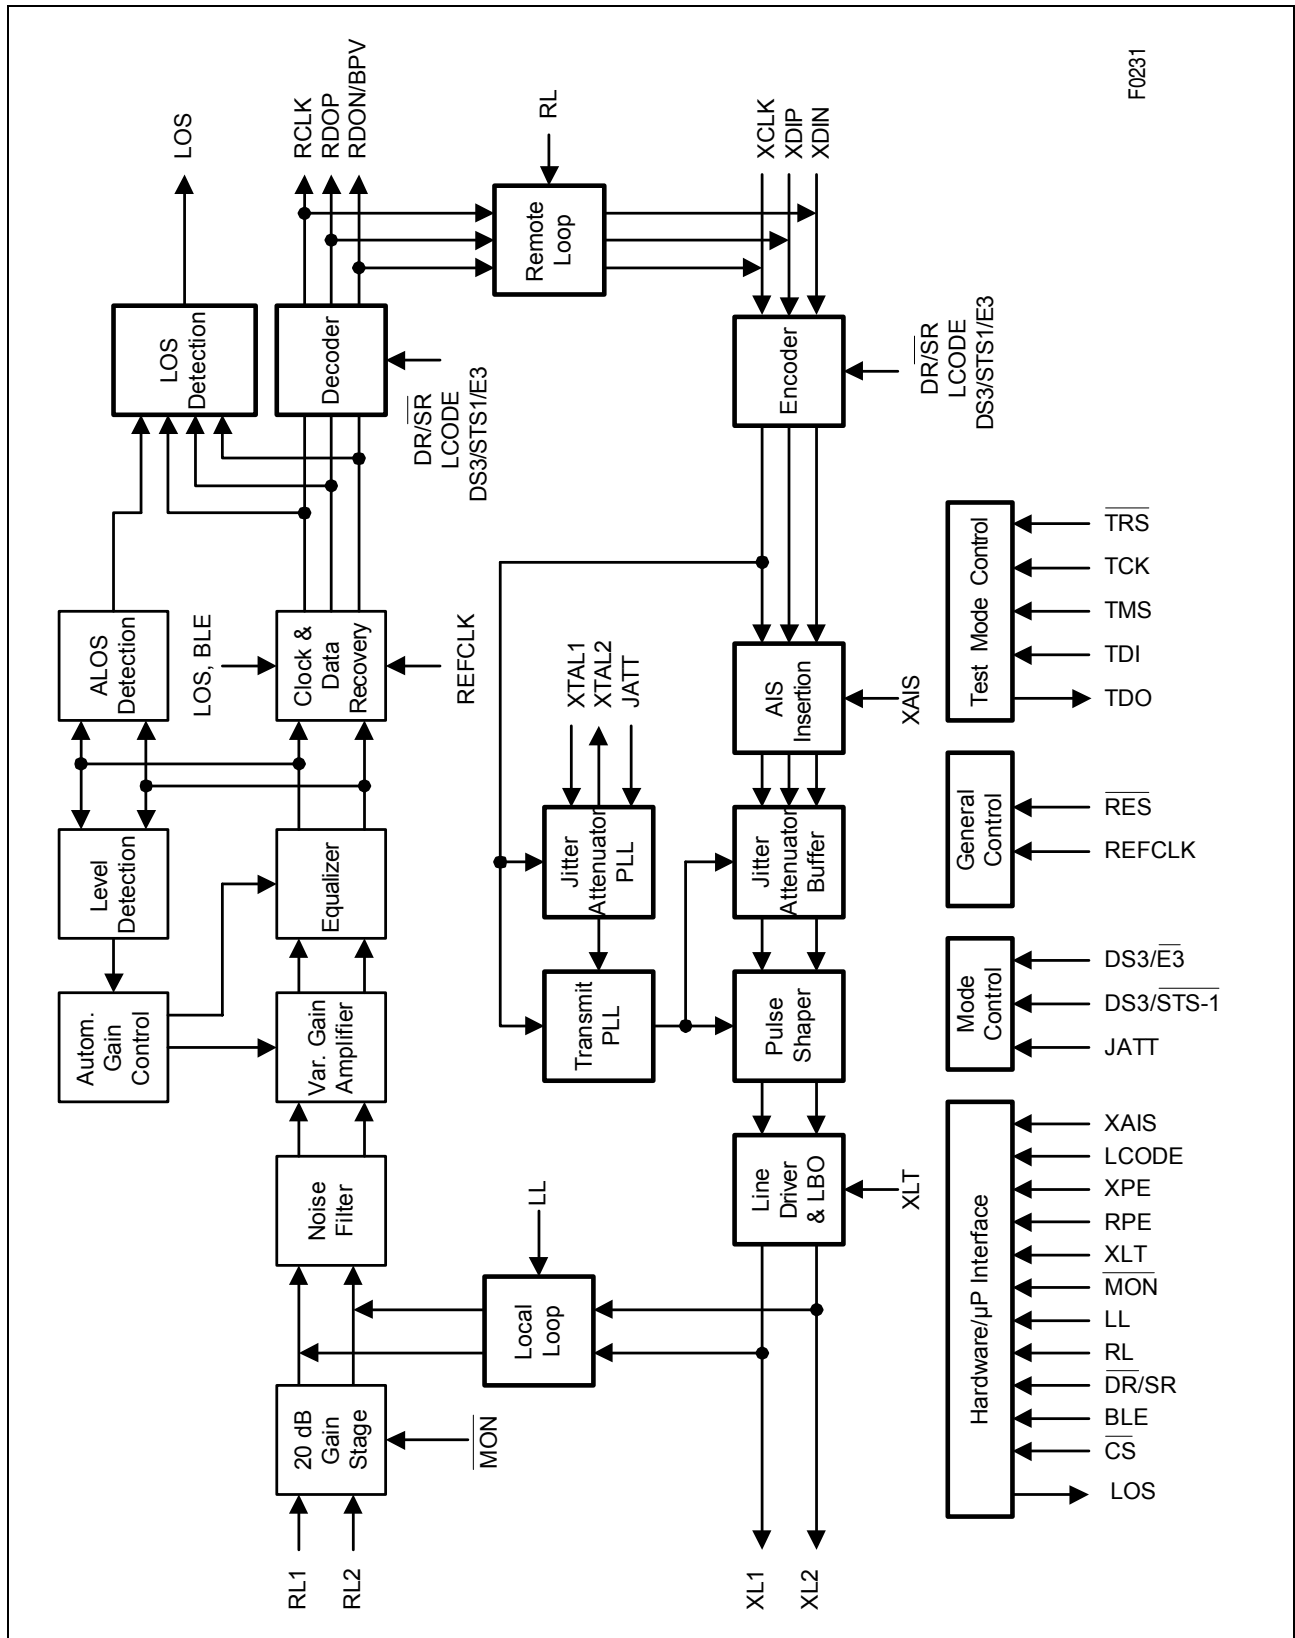 F0231
LOS
RCLK
RDOP
RDON/BPV
RL
XCLK
XDIP
XDIN
LOS
Detection
Decoder
Remote
Loop
Encoder
DR/SR
LCODE
DS3/STS1/E3
DR/SR
LCODE
DS3/STS1/E3
ALOS
Detection
LOS, BLE
Clock &
Data
Recovery
REFCLK
XTAL1
XTAL2
JATT
AIS
Insertion
XAIS
Level
Detection
Equalizer
Jitter
Attenuator
PLL
Jitter
Attenuator
Buffer
Autom.
Gain
Control
Var. Gain
Amplifier
Transmit
PLL
Pulse
Shaper
Noise
Filter
LL
Line
Driver
& LBO
XLT
Local
Loop
20 dB
Gain
Stage
MON
RL1
RL2
XL1
XL2
Test Mode Control
TRS
TCK
TMS
TDI
TDO
General
Control
RES
REFCLK
Mode
Control
DS3/E3
DS3/STS-1
JATT
Hardware/µP Interface
XAIS
LCODE
XPE
RPE
XLT
MON
LL
RL
DR/SR
BLE
CS
LOS